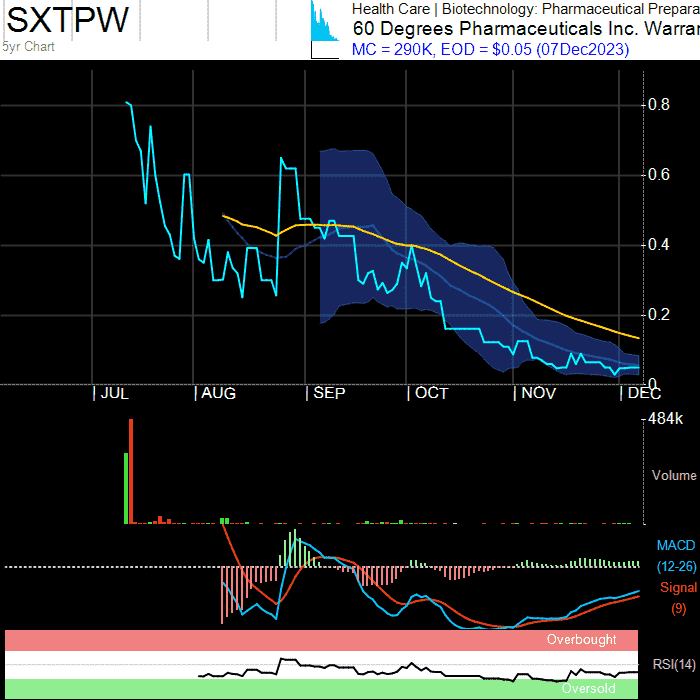 SXTPW
5yr Chart
Health Care | Biotechnology: Pharmaceutical Prepara
60 Degrees Pharmaceuticals Inc. Warran
MC = 290K, EOD = $0.05 (07Dec2023)
0.8
0.6
0.4
0.2
0
| JUL | AUG | SEP | OCT | NOV | DEC
484k
Volume
MACD
(12-26)
Signal
(9)
Overbought
RSI(14)
Oversold